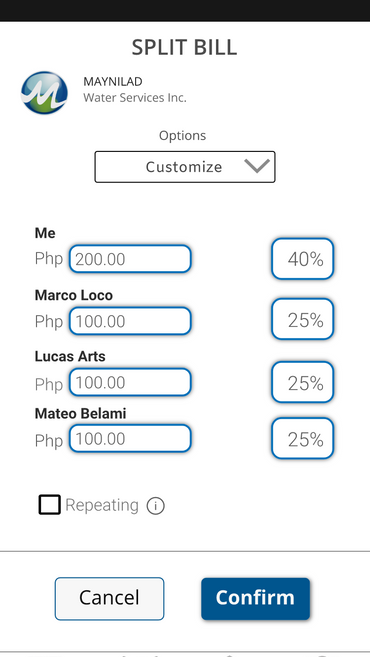 SPLIT BILL
MAYNILAD
Water Services Inc.
Options
Customize
Me
Php 200.00 40%
Marco Loco
Php 100.00 25%
Lucas Arts
Php 100.00 25%
Mateo Belami
Php 100.00 25%
Repeating
Cancel Confirm